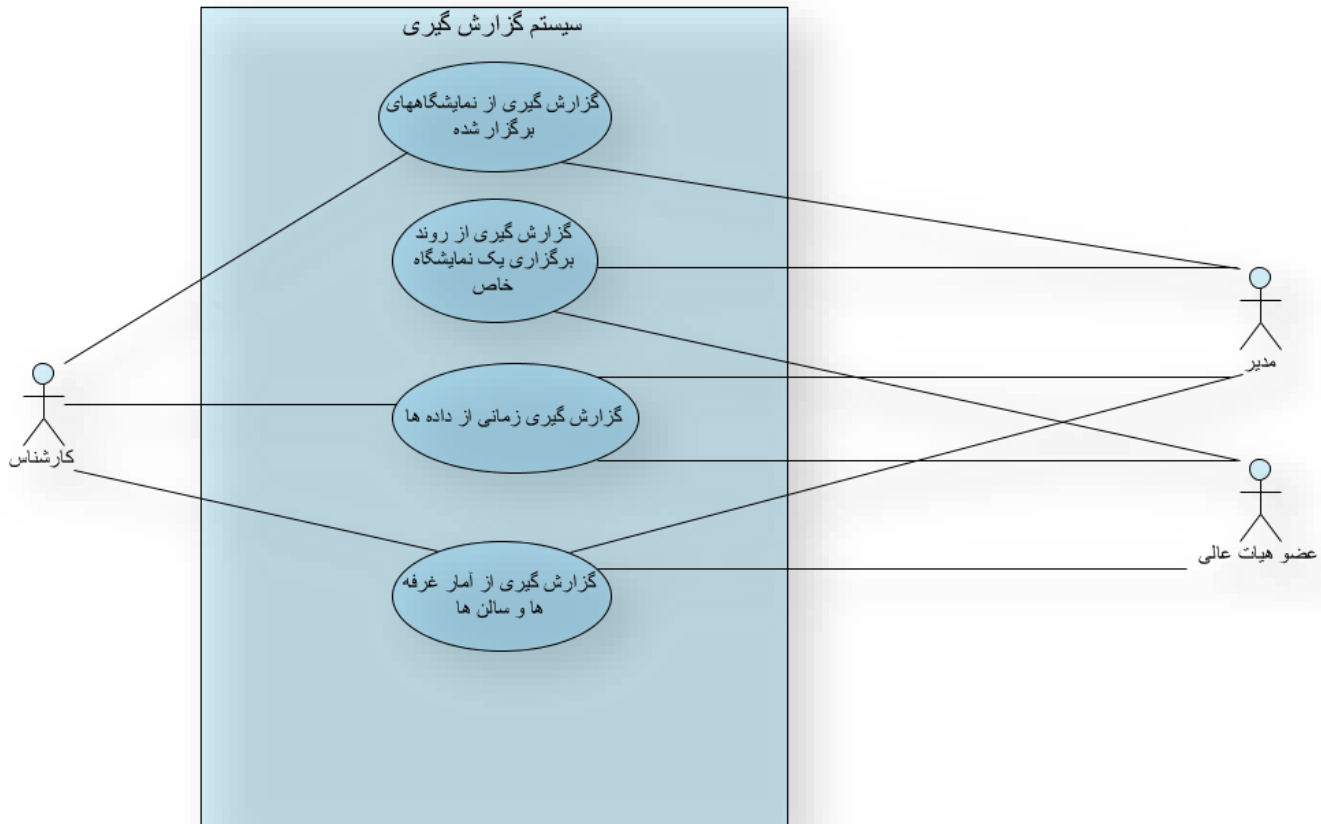 سیستم گزارش گیری
گزارش گیری از نمایشگاههای
برگزار شده
گزارش گیری از روند
برگزاری یک نمایشگاه
خاص
گزارش گیری زمانی از داده ها
گزارش گیری از آمار غرفه
ها و سالن ها
کارشناس
مدیر
عضو هیات عالی